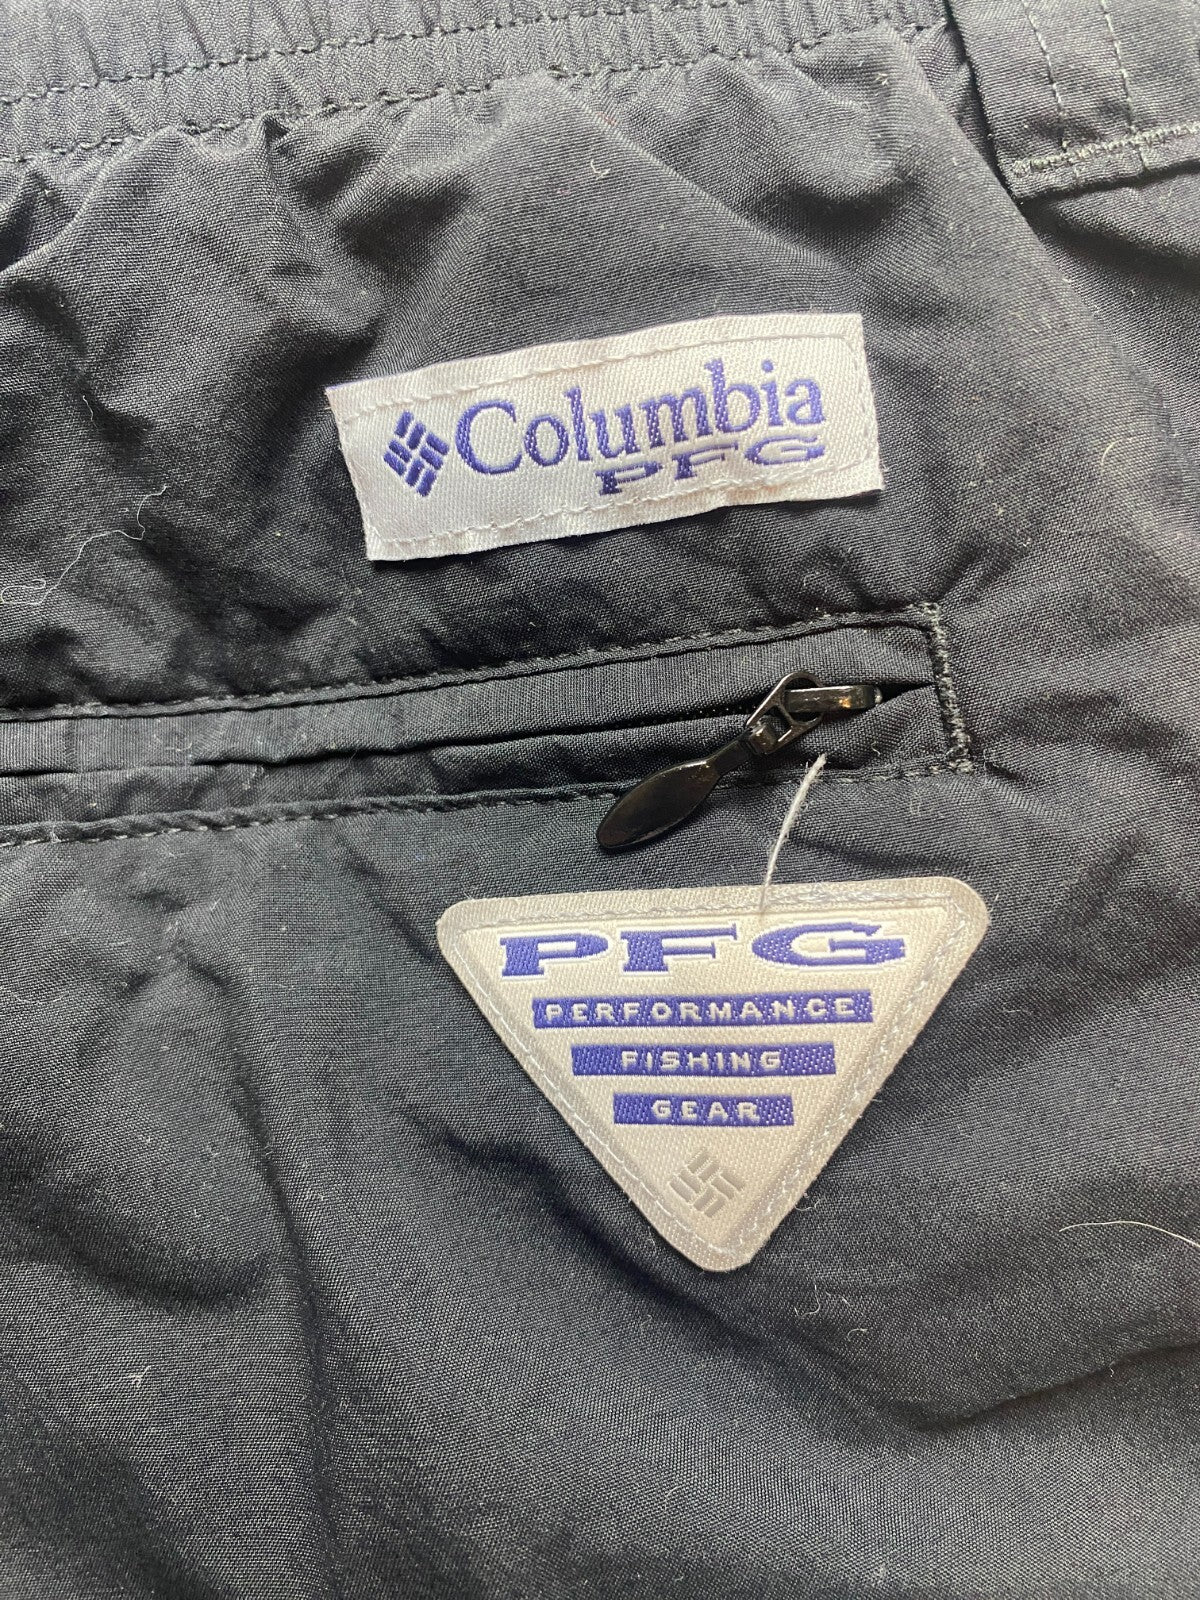 Columbia
PFG
PFG
PERFORMANCE
FISHING
GEAR